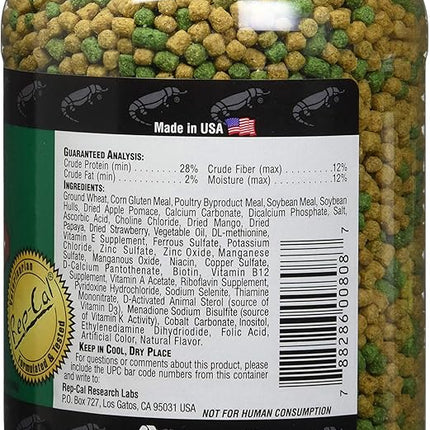 Made in USA
GUARANTEED ANALYSIS:
Crude Protein (min) 28% Crude Fiber (max) 12%
Crude Fat (min) 2% Moisture (max) 12%
INGREDIENTS:
Ground Wheat, Corn Gluten Meal, Poultry Byproduct Meal, Soybean Meal, Soybean
Hulls, Dried Apple Pomace, Calcium Carbonate, Dicalcium Phosphate, Salt,
Ascorbic Acid, Choline Chloride, Dried Mango, Dried
Papaya, Dried Strawberry, Vegetable Oil, DL-methionine,
Vitamin E Supplement, Ferrous Sulfate, Potassium
Chloride, Zinc Sulfate, Zinc Oxide, Manganese
Sulfate, Manganous Oxide, Niacin, Copper Sulfate,
D-Calcium Pantothenate, Biotin, Vitamin B12
Supplement, Vitamin A Acetate, Riboflavin Supplement,
Pyridoxine Hydrochloride, Sodium Selenite, Thiamine
Mononitrate, D-Activated Animal Sterol (source of
Vitamin D3), Menadione Sodium Bisulfite (source of
Vitamin K Activity), Cobalt Carbonate, Inositol,
Ethylenediamine Dihydriodide, Folic Acid,
Artificial Color, Natural Flavor.
KEEP IN COOL, DRY PLACE
For questions or comments about this product, please
include the UPC bar code numbers from this container
and write to:
Rep-Cal Research Labs
P.O. Box 727, Los Gatos, CA 95031 USA
NOT FOR HUMAN CONSUMPTION
7 88286 00808 7
Rep-Cal
Formulated & Tested